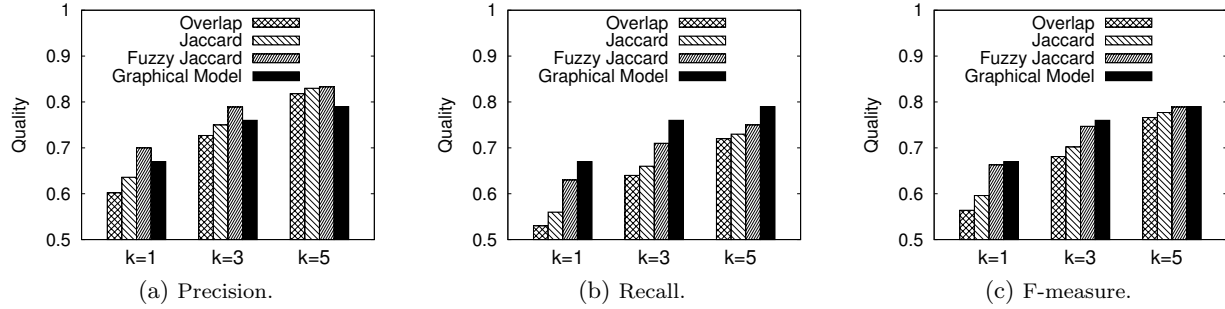 1
0.9
0.8
0.7
0.6
0.5
Quality
Overlap
Jaccard
Fuzzy Jaccard
Graphical Model
k=1 k=3 k=5
(a) Precision.
1
0.9
0.8
0.7
0.6
0.5
Quality
Overlap
Jaccard
Fuzzy Jaccard
Graphical Model
k=1 k=3 k=5
(b) Recall.
1
0.9
0.8
0.7
0.6
0.5
Quality
Overlap
Jaccard
Fuzzy Jaccard
Graphical Model
k=1 k=3 k=5
(c) F-measure.